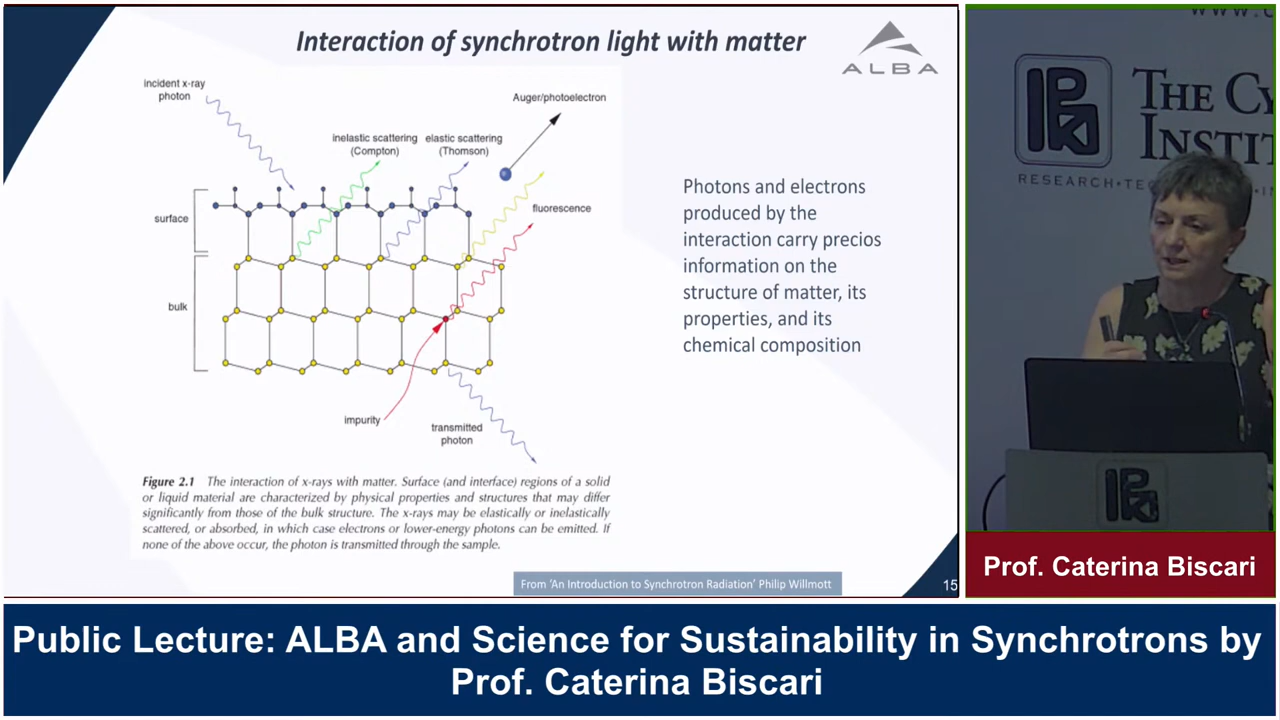 Interaction of synchrotron light with matter
ALBA
incident x-ray
photon
Auger/photoelectron
inelastic scattering
(Compton)
elastic scattering
(Thomson)
surface
fluorescence
bulk
impurity
transmitted
photon
Photons and electrons
produced by the
interaction carry precios
information on the
structure of matter, its
properties, and its
chemical composition
Figure 2.1 The interaction of x-rays with matter. Surface (and interface) regions of a solid
or liquid material are characterized by physical properties and structures that may differ
significantly from those of the bulk structure. The x-rays may be elastically or inelastically
scattered, or absorbed, in which case electrons or lower-energy photons can be emitted. If
none of the above occur, the photon is transmitted through the sample.
From 'An Introduction to Synchrotron Radiation' Philip Willmott
15
www.
THE
INSTIT
Prof. Caterina Biscari
Public Lecture: ALBA and Science for Sustainability in Synchrotrons by
Prof. Caterina Biscari